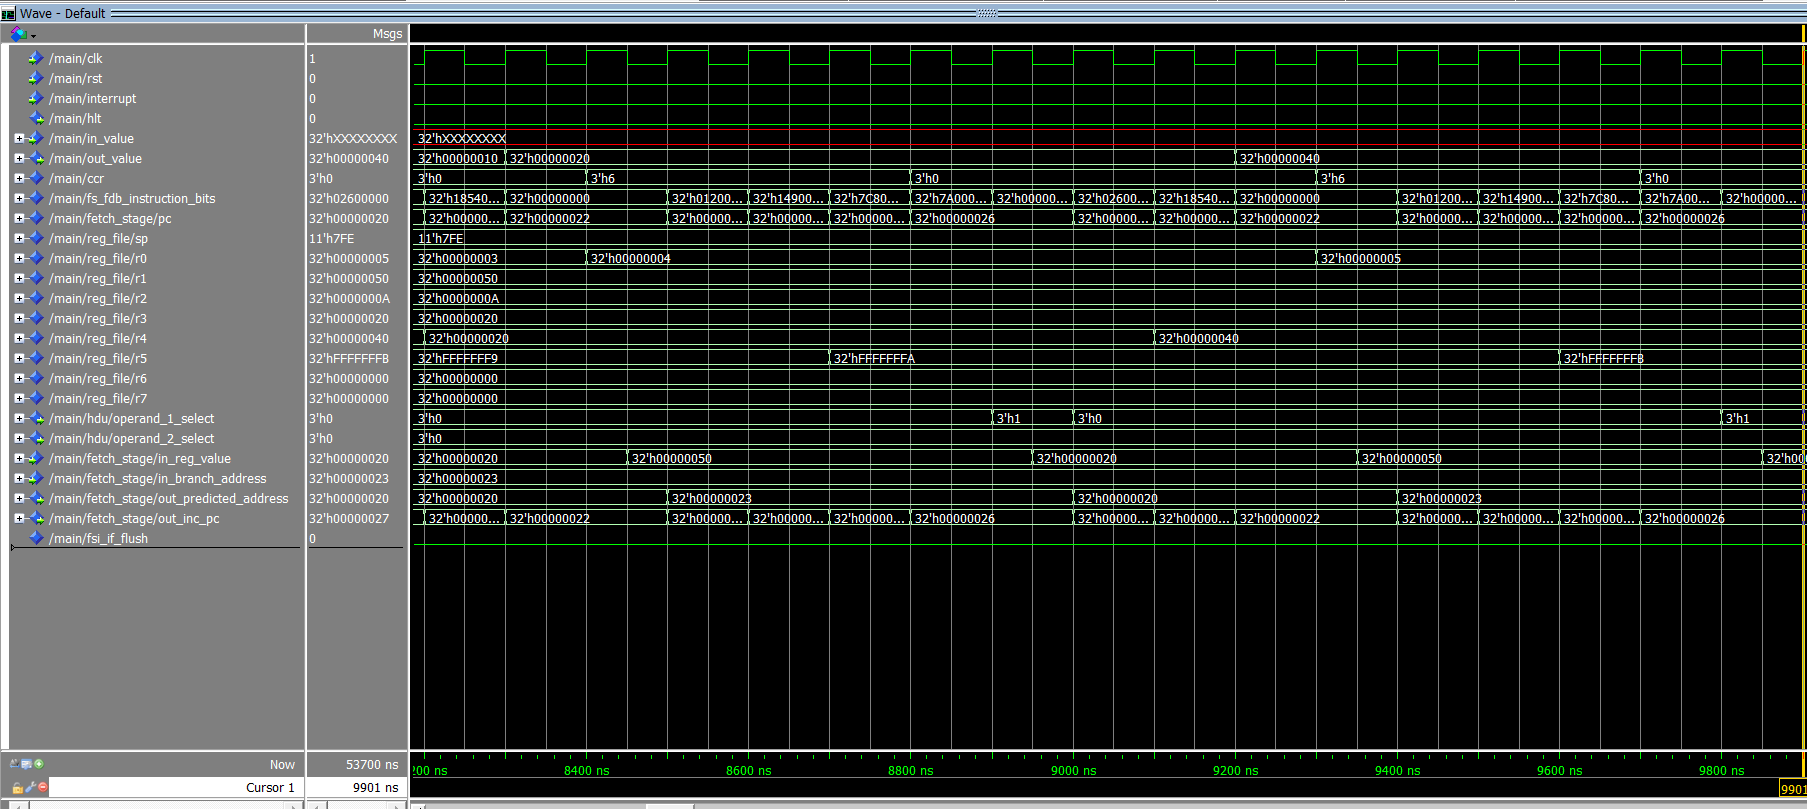 Wave - Default
Msgs
/main/clk 1
/main/rst 0
/main/interrupt 0
/main/hlt 0
/main/in_value 32'hXXXXXXXX 32'hXXXXXXXX
/main/out_value 32'h00000040 32'h00000010 32'h00000020 32'h00000040
/main/ccr 3'h0 3'h0 3'h6 3'h0 3'h6 3'h0
/main/fs_fdb_instruction_bits 32'h02600000 32'h18540... 32'h00000000 32'h01200... 32'h14900... 32'h7C80... 32'h7A000... 32'h00000... 32'h02600... 32'h18540... 32'h00000000 32'h01200... 32'h14900... 32'h7C80... 32'h7A00... 32'h00000...
/main/fetch_stage/pc 32'h00000020 32'h00000... 32'h00000022 32'h00000... 32'h00000... 32'h00000... 32'h00000026 32'h00000... 32'h00000... 32'h00000022 32'h00000... 32'h00000... 32'h00000... 32'h00000026
/main/reg_file/sp 11'h7FE 11'h7FE
/main/reg_file/r0 32'h00000005 32'h00000003 32'h00000004 32'h00000005
/main/reg_file/r1 32'h00000050 32'h00000050
/main/reg_file/r2 32'h0000000A 32'h0000000A
/main/reg_file/r3 32'h00000020 32'h00000020
/main/reg_file/r4 32'h00000040 32'h00000020 32'h00000040
/main/reg_file/r5 32'hFFFFFFFB 32'hFFFFFFF9 32'hFFFFFFFA 32'hFFFFFFFB
/main/reg_file/r6 32'h00000000 32'h00000000
/main/reg_file/r7 32'h00000000 32'h00000000
/main/hdu/operand_1_select 3'h0 3'h0 3'h1 3'h0 3'h1
/main/hdu/operand_2_select 3'h0 3'h0
/main/fetch_stage/in_reg_value 32'h00000020 32'h00000020 32'h00000050 32'h00000020 32'h00000050 32'h00
/main/fetch_stage/in_branch_address 32'h00000023 32'h00000023
/main/fetch_stage/out_predicted_address 32'h00000020 32'h00000020 32'h00000023 32'h00000020 32'h00000023
/main/fetch_stage/out_inc_pc 32'h00000027 32'h00000... 32'h00000022 32'h00000... 32'h00000... 32'h00000... 32'h00000026 32'h00000... 32'h00000... 32'h00000022 32'h00000... 32'h00000... 32'h00000... 32'h00000026
/main/fsi_if_flush 0
Now 53700 ns 200 ns 8400 ns 8600 ns 8800 ns 9000 ns 9200 ns 9400 ns 9600 ns 9800 ns
Cursor 1 9901 ns 9901